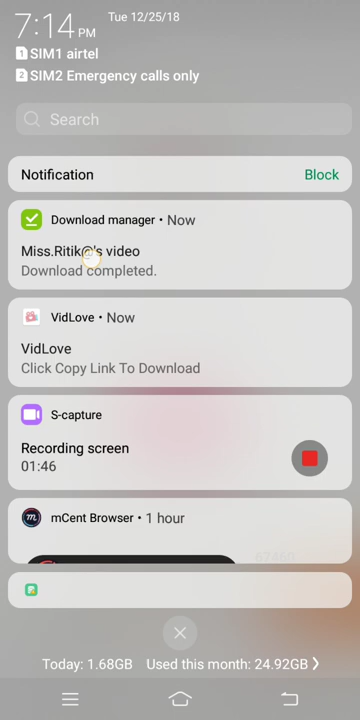 7:14 PM
Tue 12/25/18
1 SIM1 airtel
2 SIM2 Emergency calls only
Search
Notification
Block
Download manager • Now
Miss.Ritik video
Download completed.
VidLove • Now
VidLove
Click Copy Link To Download
S-capture
Recording screen
01:46
m mCent Browser • 1 hour
67460
Today: 1.68GB Used this month: 24.92GB